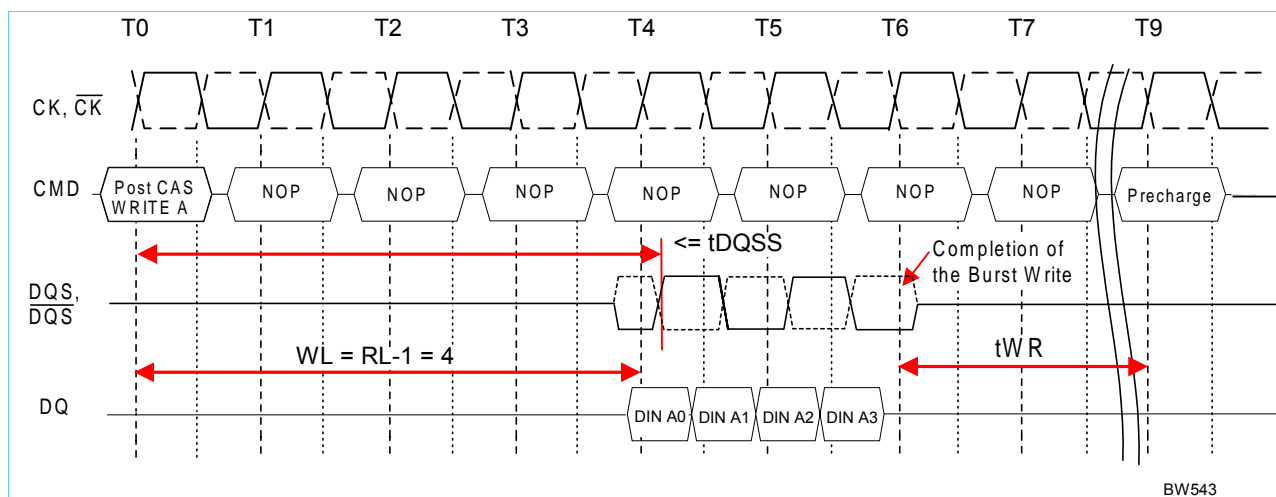 T0 T1 T2 T3 T4 T5 T6 T7 T9
CK, CK
CMD
Post CAS
WRITE A
NOP NOP NOP NOP NOP NOP NOP Precharge
<= tDQSS
Completion of
the Burst Write
DQS,
DQS
WL = RL-1 = 4
tWR
DQ
DIN A0 DIN A1 DIN A2 DIN A3
BW543